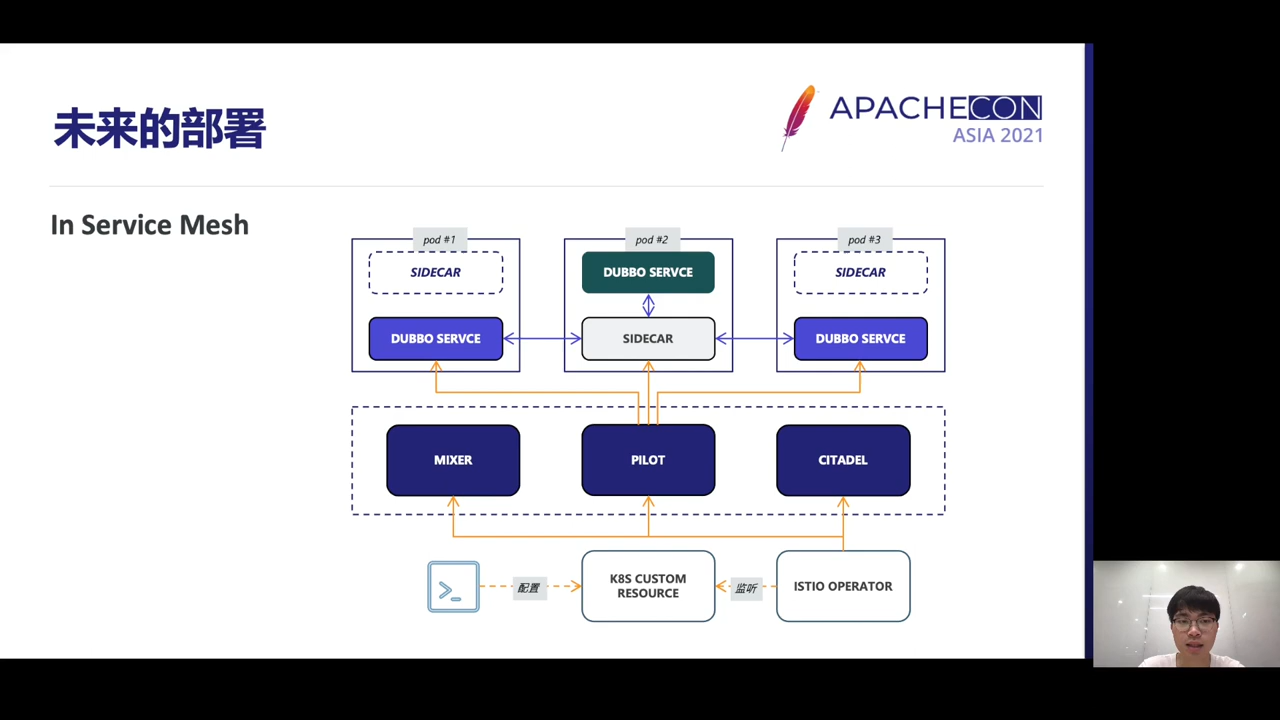 未来的部署
APACHECON
ASIA 2021
In Service Mesh
pod #1
pod #2
pod #3
SIDECAR
DUBBO SERVCE
SIDECAR
DUBBO SERVCE
SIDECAR
DUBBO SERVCE
MIXER
PILOT
CITADEL
>_
配置
K8S CUSTOM
RESOURCE
监听
ISTIO OPERATOR